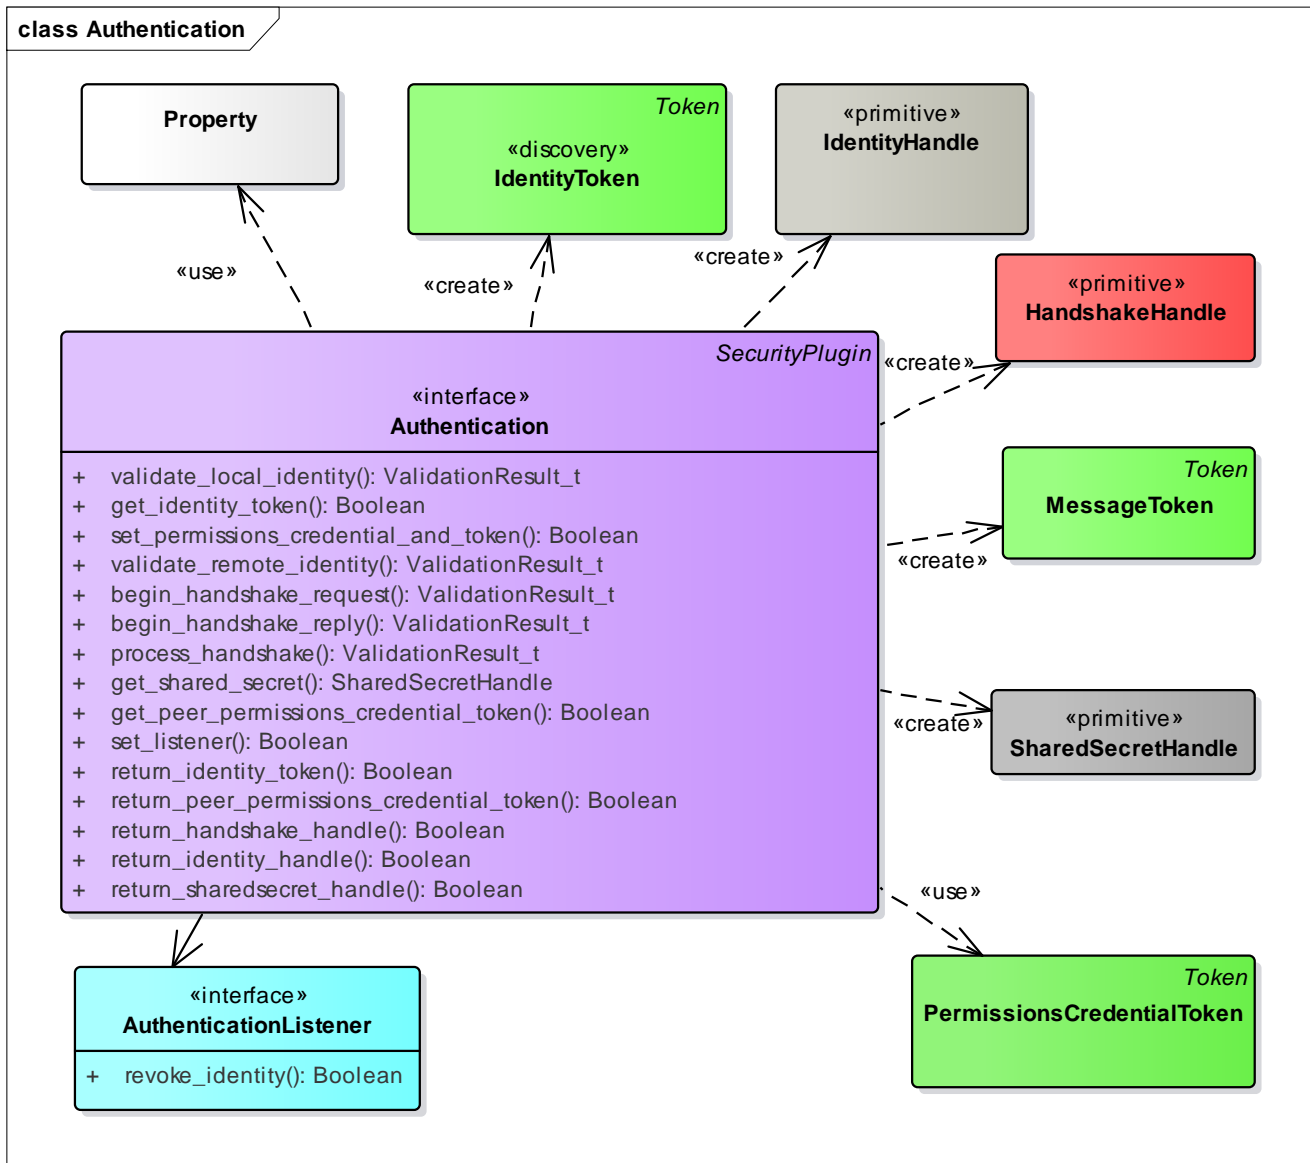 class Authentication
Property
Token
«discovery»
IdentityToken
«primitive»
IdentityHandle
«use»
«create»
«create»
«primitive»
HandshakeHandle
«create»
SecurityPlugin
«interface»
Authentication
+ validate_local_identity(): ValidationResult_t
+ get_identity_token(): Boolean
+ set_permissions_credential_and_token(): Boolean
+ validate_remote_identity(): ValidationResult_t
+ begin_handshake_request(): ValidationResult_t
+ begin_handshake_reply(): ValidationResult_t
+ process_handshake(): ValidationResult_t
+ get_shared_secret(): SharedSecretHandle
+ get_peer_permissions_credential_token(): Boolean
+ set_listener(): Boolean
+ return_identity_token(): Boolean
+ return_peer_permissions_credential_token(): Boolean
+ return_handshake_handle(): Boolean
+ return_identity_handle(): Boolean
+ return_sharedsecret_handle(): Boolean
Token
MessageToken
«create»
«primitive»
SharedSecretHandle
«create»
«use»
Token
PermissionsCredentialToken
«interface»
AuthenticationListener
+ revoke_identity(): Boolean